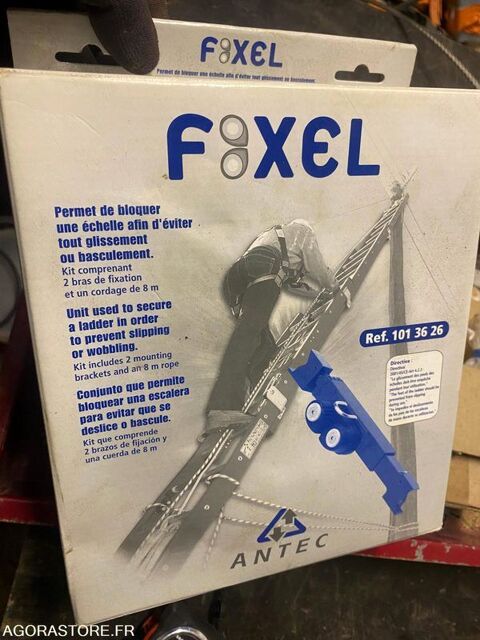 FIXEL
Permet de bloquer une échelle afin d'éviter tout glissement ou basculement.
FIXEL
Permet de bloquer
une échelle afin d'éviter
tout glissement
ou basculement.
Kit comprenant
2 bras de fixation
et un cordage de 8 m
Unit used to secure
a ladder in order
to prevent slipping
or wobbling.
Kit includes 2 mounting
brackets and an 8 m rope
Conjunto que permite
bloquear una escalera
para evitar que se
deslice o bascule.
Kit que comprende
2 brazos de fijación y
una cuerda de 8 m
Ref. 101 36 26
Directive :
ANTEC
AGORASTORE.FR